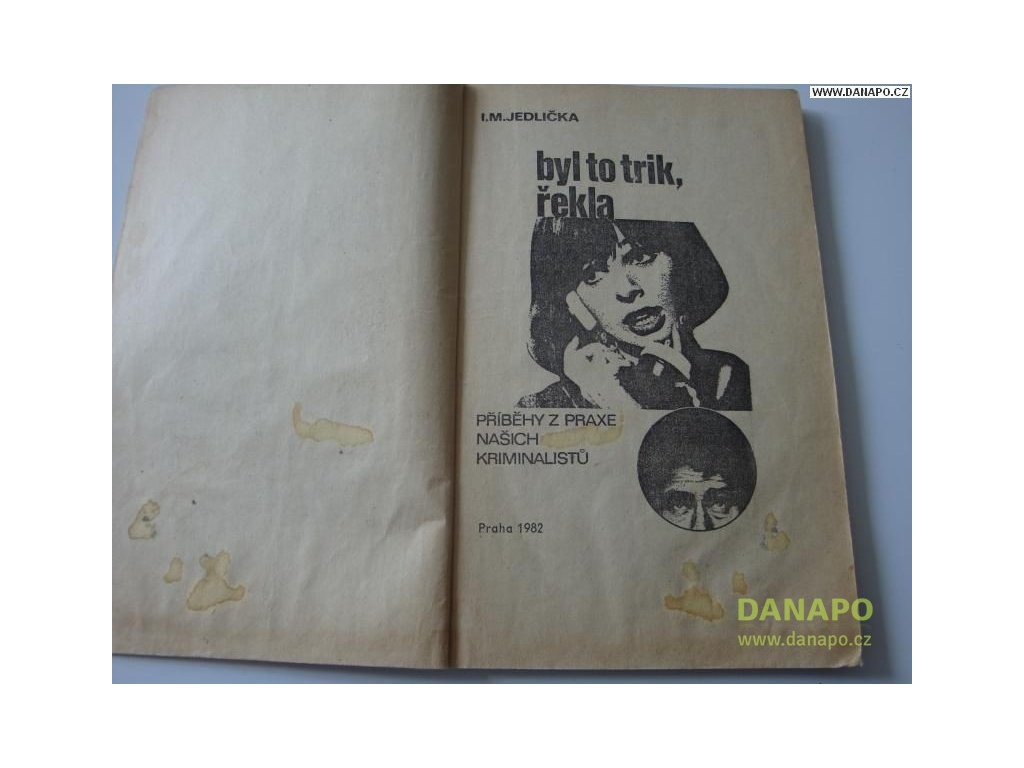 WWW.DANAPO.CZ
I.M.JEDLIČKA
byl to trik,
řekla
PŘÍBĚHY Z PRAXE
NAŠICH
KRIMINALISTŮ
Praha 1982
DANAPO
www.danapo.cz